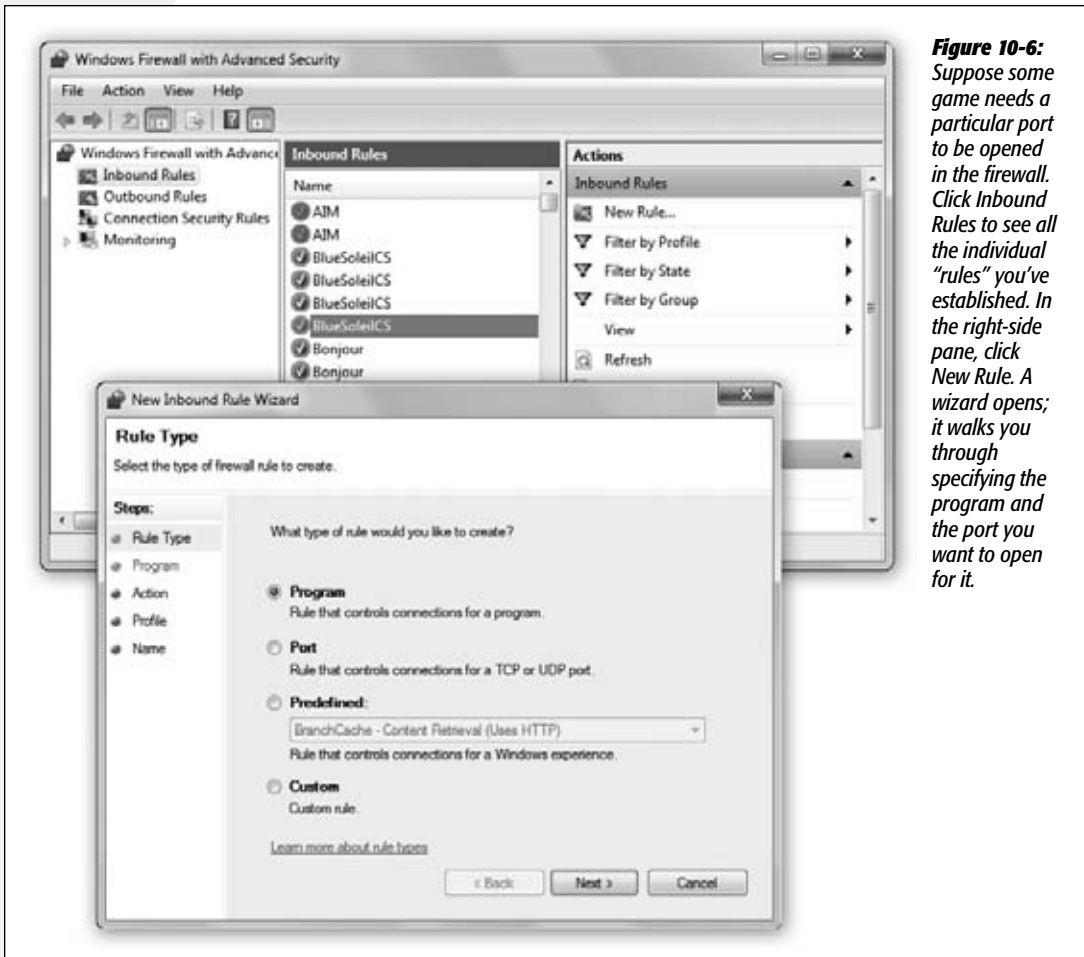 Windows Firewall with Advanced Security
File Action View Help
Windows Firewall with Advance
Inbound Rules
Outbound Rules
Connection Security Rules
Monitoring
Inbound Rules
Name
AIM
AIM
BlueSoleilCS
BlueSoleilCS
BlueSoleilCS
BlueSoleilCS
Bonjour
Bonjour
Actions
Inbound Rules
New Rule...
Filter by Profile
Filter by State
Filter by Group
View
Refresh
New Inbound Rule Wizard
Rule Type
Select the type of firewall rule to create.
Steps:
Rule Type
Program
Action
Profile
Name
What type of rule would you like to create?
Program
Rule that controls connections for a program.
Port
Rule that controls connections for a TCP or UDP port.
Predefined:
BranchCache - Content Retrieval (Uses HTTP)
Rule that controls connections for a Windows experience.
Custom
Custom rule.
Learn more about rule types
< Back
Next >
Cancel
Figure 10-6:
Suppose some
game needs a
particular port
to be opened
in the firewall.
Click Inbound
Rules to see all
the individual
“rules” you’ve
established. In
the right-side
pane, click
New Rule. A
wizard opens;
it walks you
through
specifying the
program and
the port you
want to open
for it.